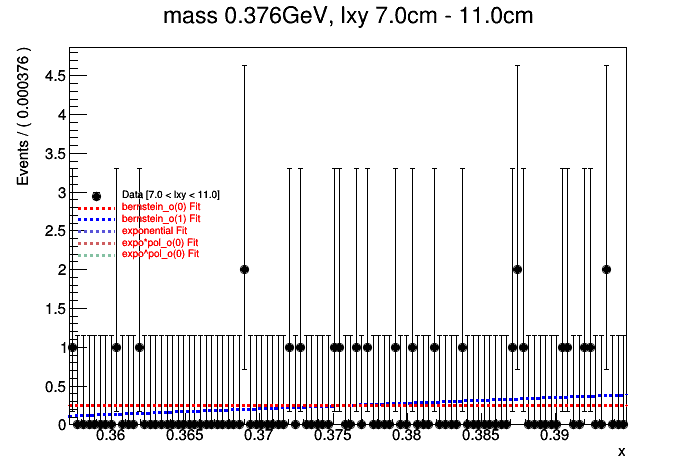 mass 0.376GeV, lxy 7.0cm - 11.0cm
Events / ( 0.000376 )
4.5
4
3.5
3
2.5
2
1.5
1
0.5
0
Data [7.0 < lxy < 11.0]
bernstein_o(0) Fit
bernstein_o(1) Fit
exponential Fit
expo*pol_o(0) Fit
expo^pol_o(0) Fit
0.36 0.365 0.37 0.375 0.38 0.385 0.39
x